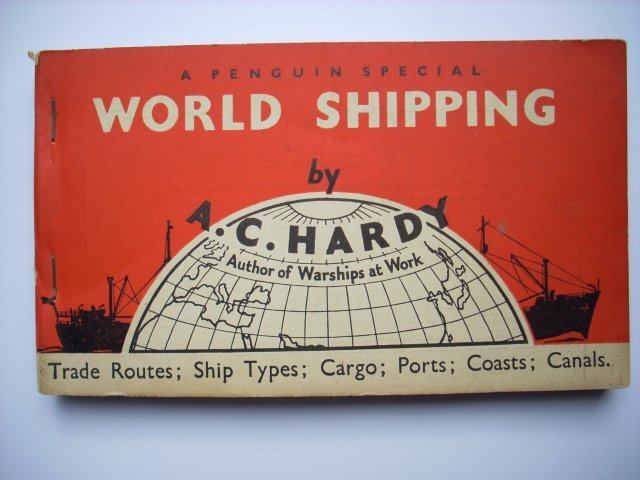 A PENGUIN SPECIAL
WORLD SHIPPING
by
A. C. HARDY
Author of Warships at Work
Trade Routes; Ship Types; Cargo; Ports; Coasts; Canals.